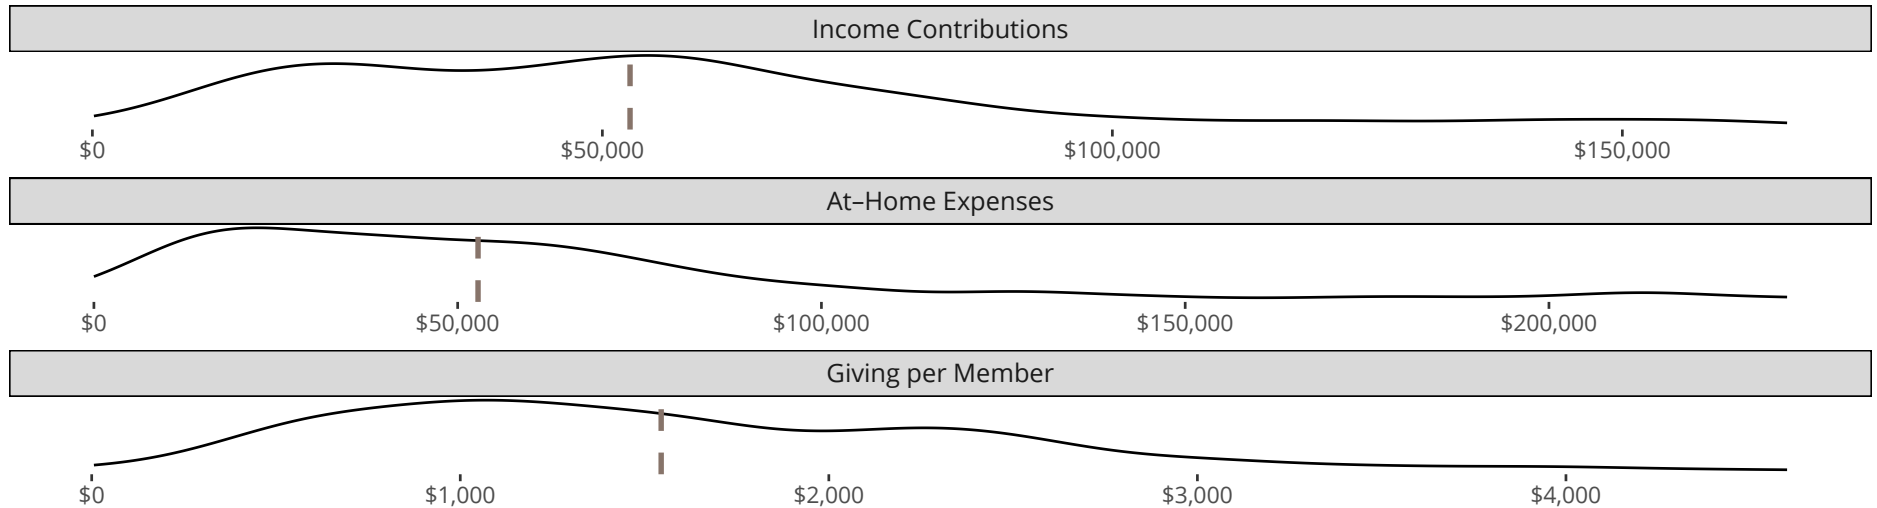 Income Contributions
$0 $50,000 $100,000 $150,000
At–Home Expenses
$0 $50,000 $100,000 $150,000 $200,000
Giving per Member
$0 $1,000 $2,000 $3,000 $4,000